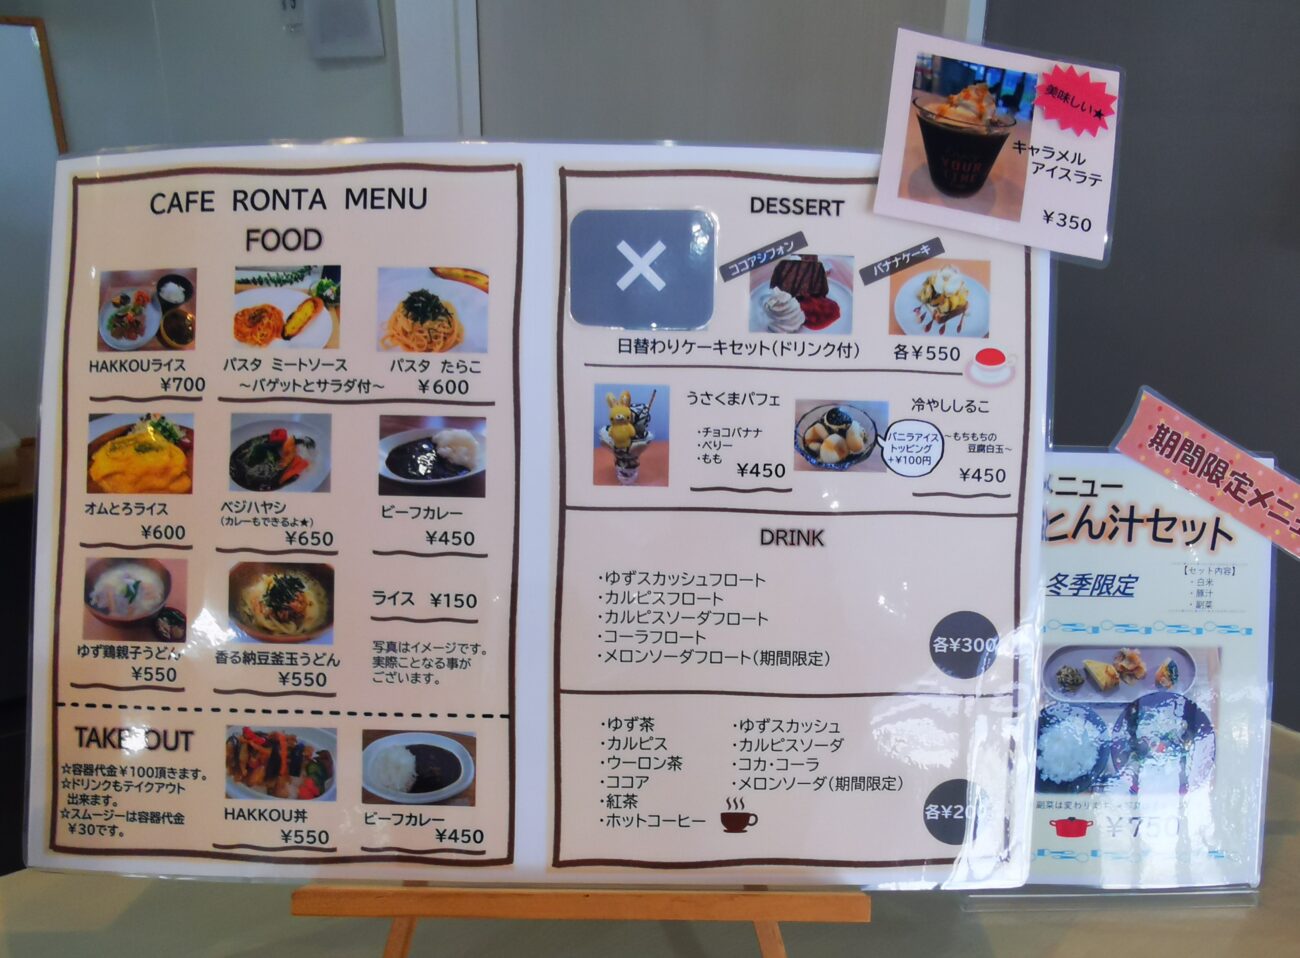 CAFE RONTA MENU
FOOD
HAKKOUライス
¥700
パスタ ミートソース
～バゲットとサラダ付～
パスタ たらこ
¥600
オムとろライス
¥600
ベジハヤシ
(カレーもできるよ★)
¥650
ビーフカレー
¥450
ゆず鶏親子うどん
¥550
香る納豆釜玉うどん
¥550
ライス ¥150
写真はイメージです。
実際ことなる事が
ございます。
TAKE OUT
☆容器代金¥100頂きます。
☆ドリンクもテイクアウト
出来ます。
☆スムージーは容器代金
¥30です。
HAKKOU丼
¥550
ビーフカレー
¥450
DESSERT
×
ココアシフォン
バナナケーキ
日替わりケーキセット(ドリンク付)
各¥550
うさくまパフェ
・チョコバナナ
・ベリー
・もも
¥450
冷やししるこ
～もちもちの
豆腐白玉～
バニラアイス
トッピング
+¥100円
¥450
DRINK
・ゆずスカッシュフロート
・カルピスフロート
・カルピスソーダフロート
・コーラフロート
・メロンソーダフロート(期間限定)
各¥300
・ゆず茶
・カルピス
・ウーロン茶
・ココア
・紅茶
・ホットコーヒー
・ゆずスカッシュ
・カルピスソーダ
・コカ・コーラ
・メロンソーダ(期間限定)
各¥200
美味しい★
キャラメル
アイスラテ
¥350
期間限定メニュ
メニュー
とん汁セット
冬季限定
【セット内容】
・白米
・豚汁
・副菜
副菜は変わりま
¥750